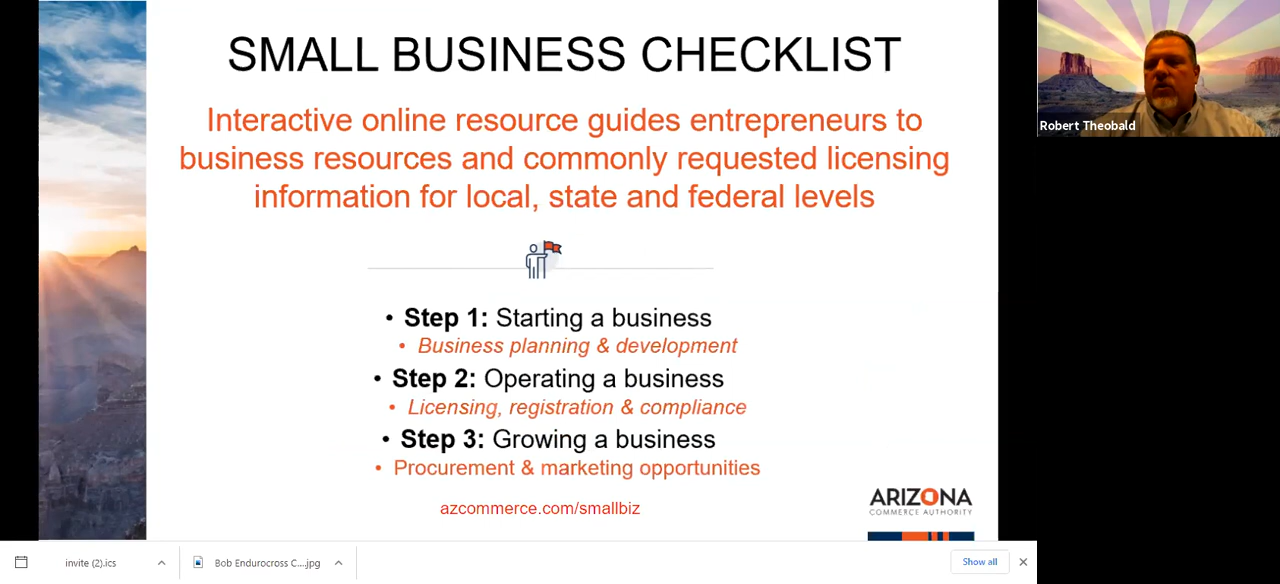 SMALL BUSINESS CHECKLIST
Interactive online resource guides entrepreneurs to
business resources and commonly requested licensing
information for local, state and federal levels
• Step 1: Starting a business
• Business planning & development
• Step 2: Operating a business
• Licensing, registration & compliance
• Step 3: Growing a business
• Procurement & marketing opportunities
azcommerce.com/smallbiz
ARIZONA
COMMERCE AUTHORITY
Robert Theobald
invite (2).ics
Bob Endurocross C....jpg
Show all